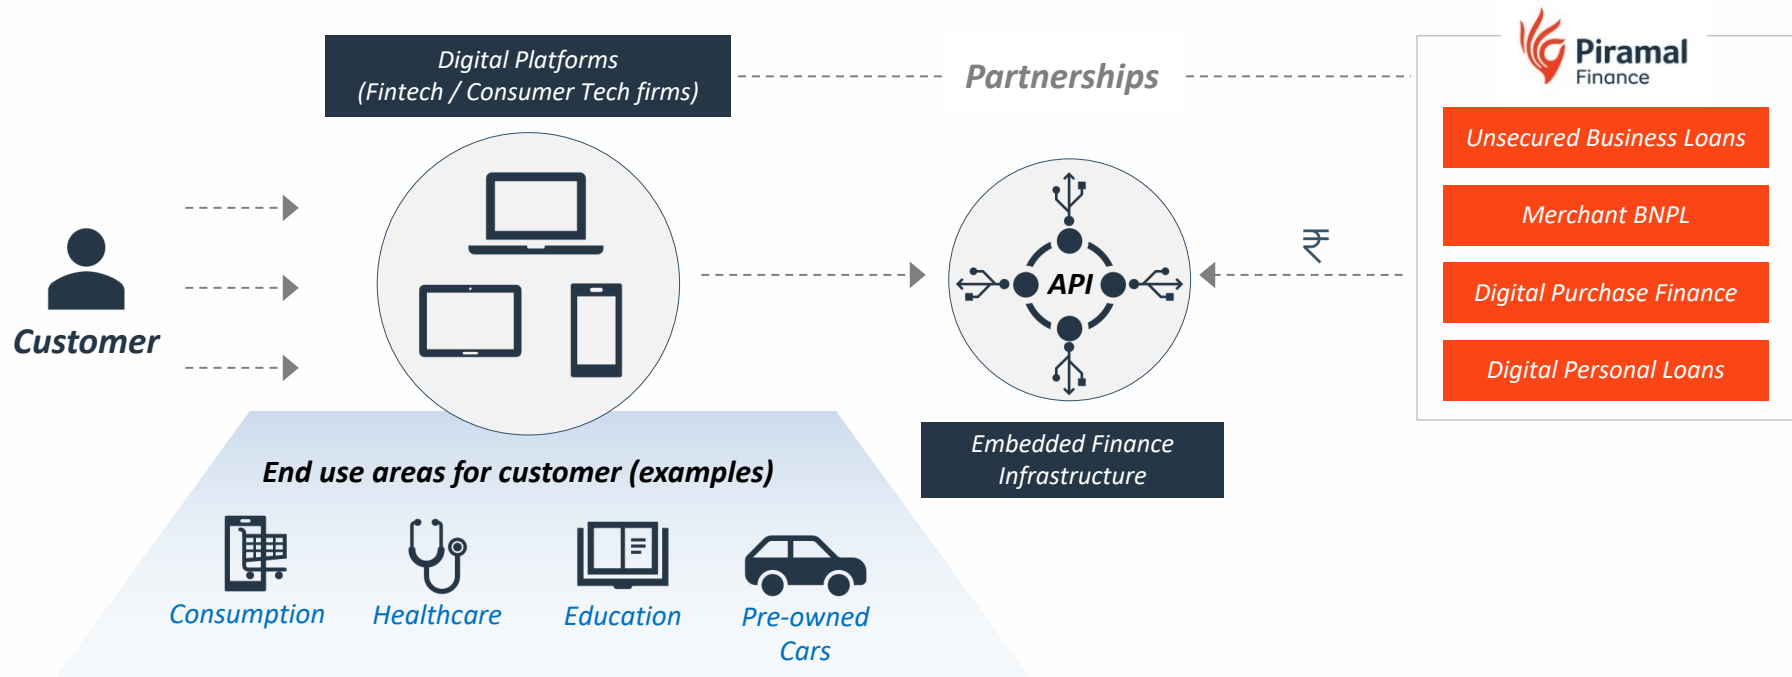 Digital Platforms
(Fintech / Consumer Tech firms)
Partnerships
Piramal
Finance
Unsecured Business Loans
Merchant BNPL
Digital Purchase Finance
Digital Personal Loans
₹
API
Customer
Embedded Finance
Infrastructure
End use areas for customer (examples)
Consumption
Healthcare
Education
Pre-owned
Cars